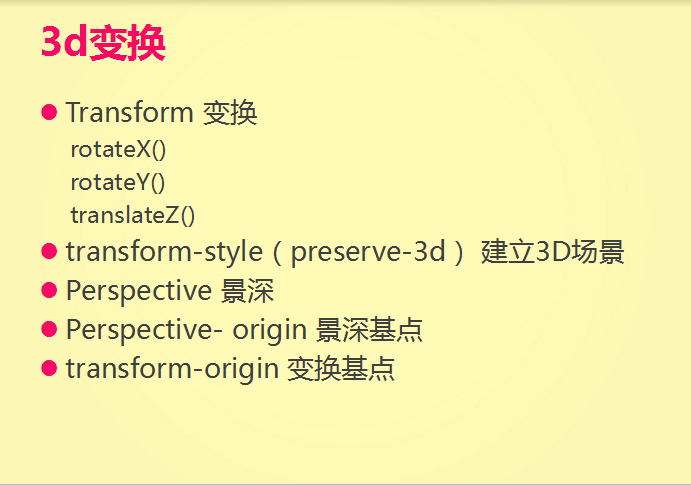 3d变换
Transform 变换
rotateX()
rotateY()
translateZ()
transform-style（preserve-3d） 建立3D场景
Perspective 景深
Perspective- origin 景深基点
transform-origin 变换基点